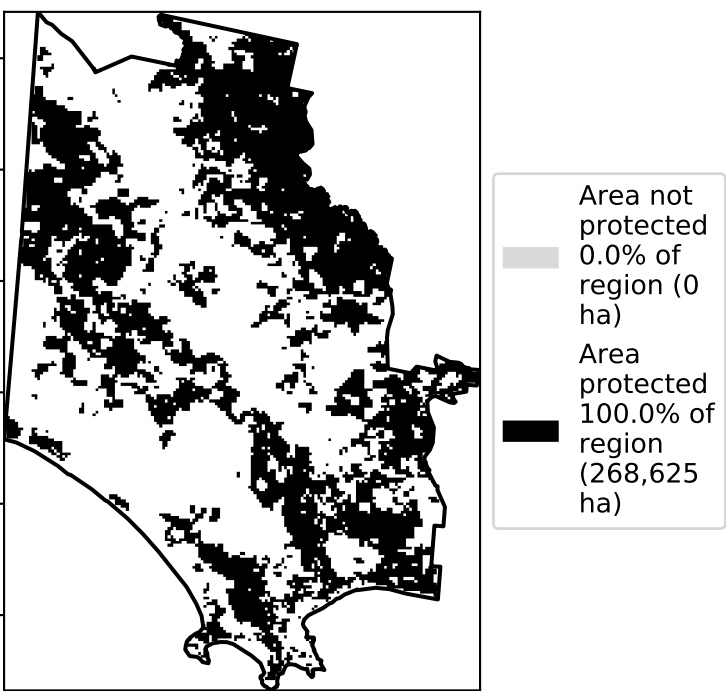 Area not
protected
0.0% of
region (0
ha)
Area
protected
100.0% of
region
(268,625
ha)